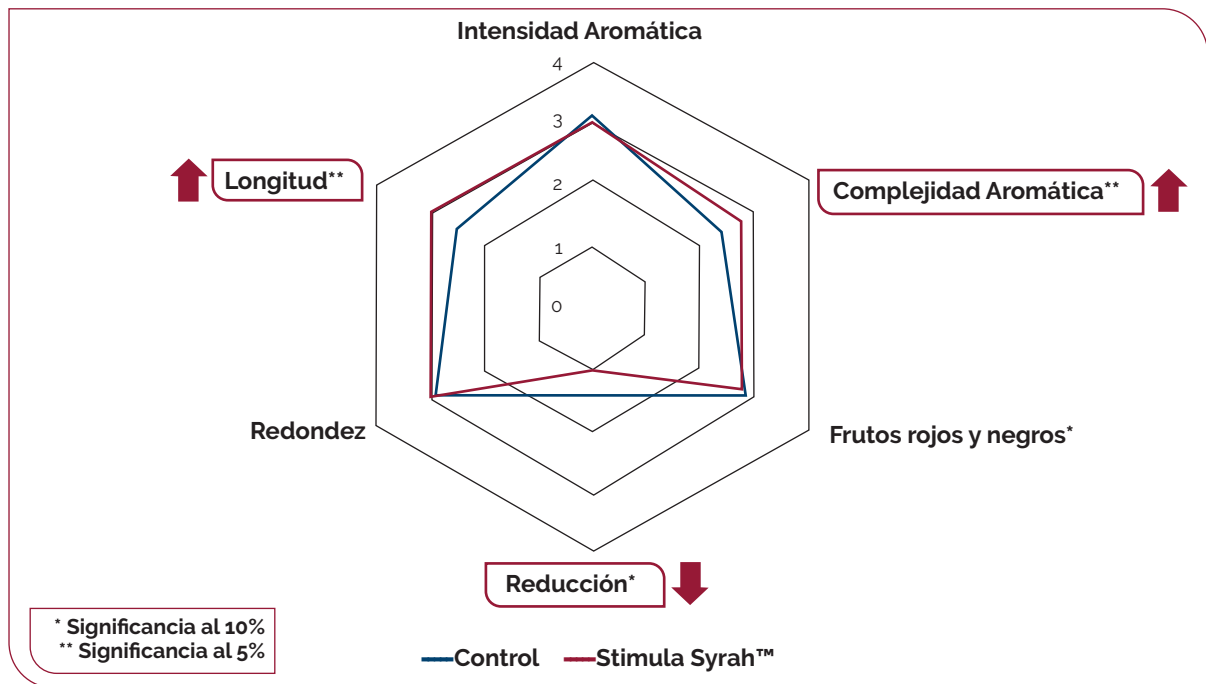 Intensidad Aromática
4
3
2
1
0
Longitud**
Complejidad Aromática**
Redondez
Frutos rojos y negros*
Reducción*
* Significancia al 10%
** Significancia al 5%
Control
Stimula Syrah™